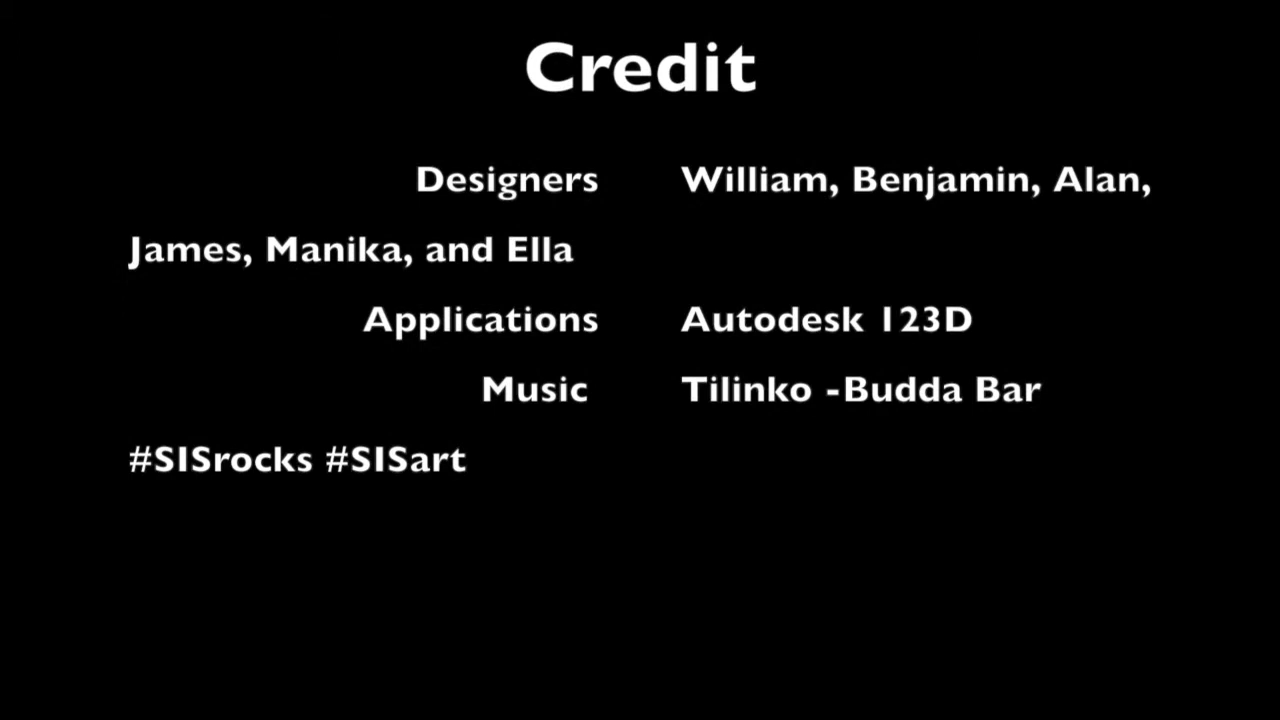 Credit
Designers William, Benjamin, Alan,
James, Manika, and Ella
Applications Autodesk 123D
Music Tilinko -Budda Bar
#SISrocks #SISart